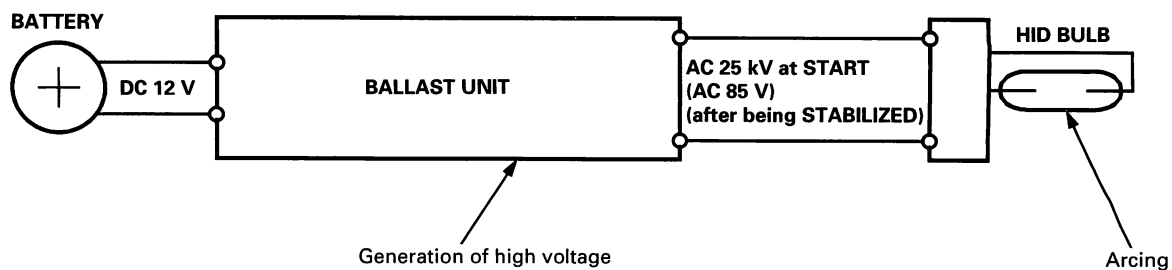 BATTERY
DC 12 V
BALLAST UNIT
AC 25 kV at START
(AC 85 V)
(after being STABILIZED)
HID BULB
Generation of high voltage
Arcing